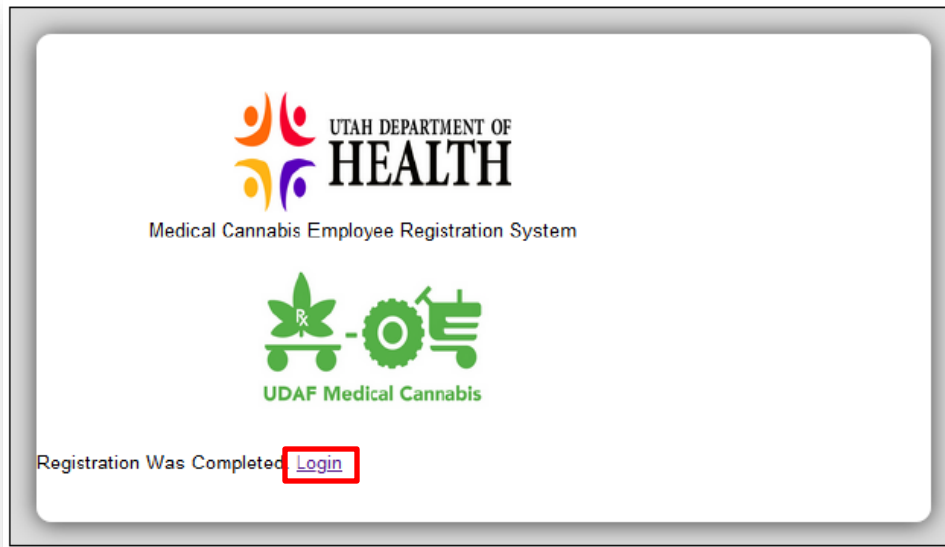 UTAH DEPARTMENT OF
HEALTH
Medical Cannabis Employee Registration System
Rx
UDAF Medical Cannabis
Registration Was Completed. Login